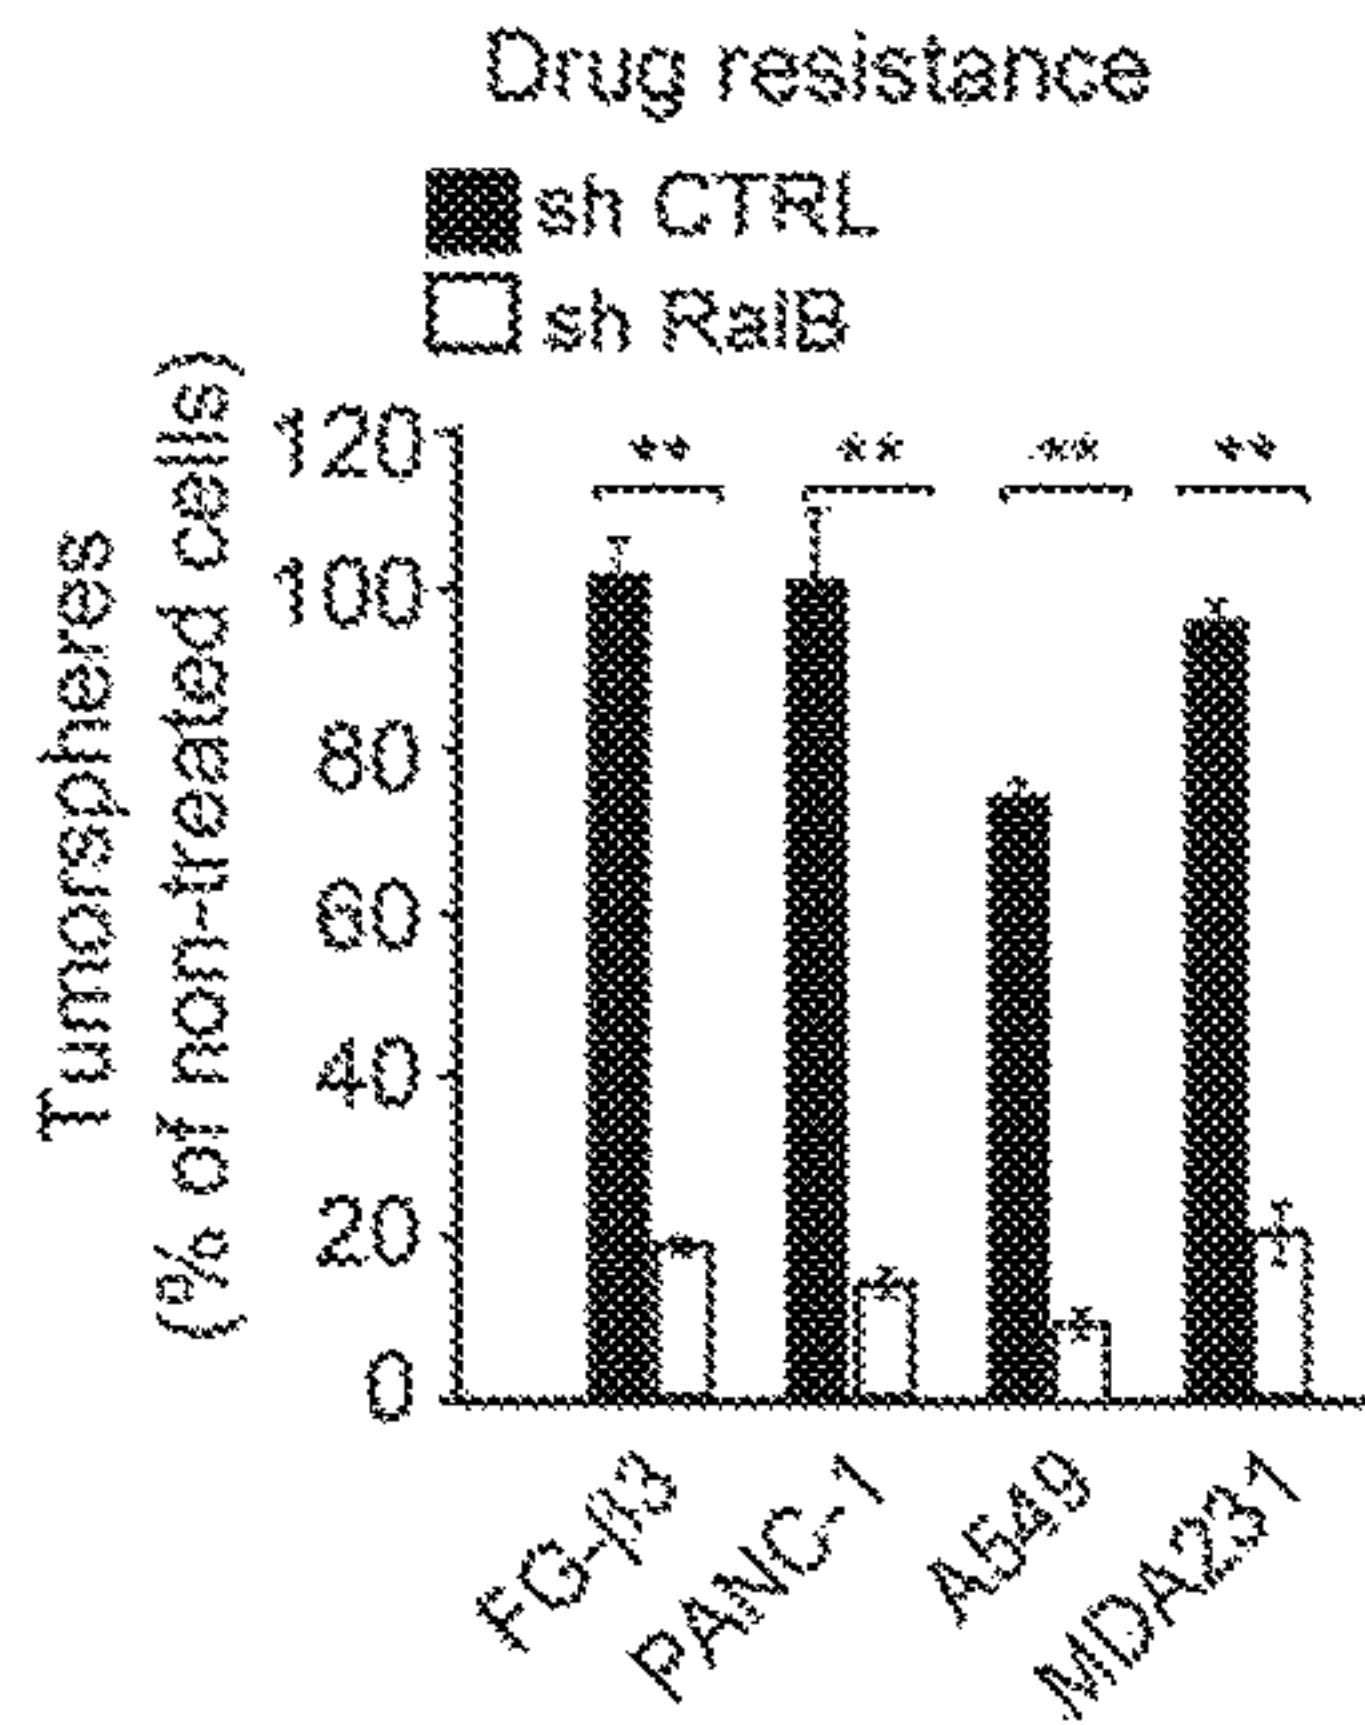 Drug resistance
sh CTRL
sh RalB
Tumorspheres
(% of non-treated cells)
120
100
80
60
40
20
0
** ** ** **
FG-β3
PANC-1
A549
MDA231